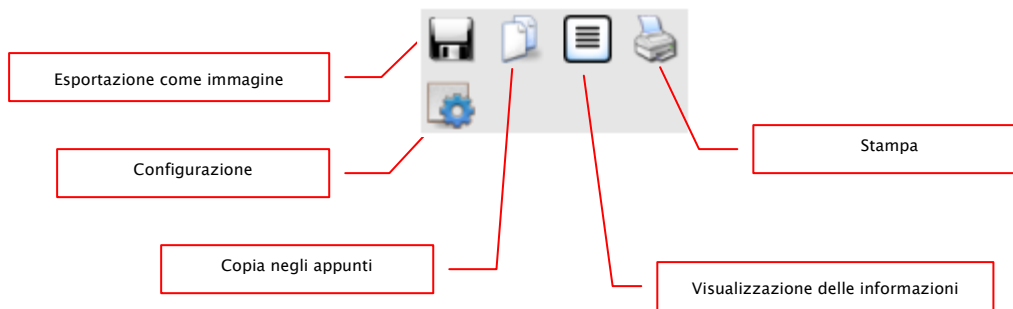 Esportazione come immagine
Stampa
Configurazione
Copia negli appunti
Visualizzazione delle informazioni